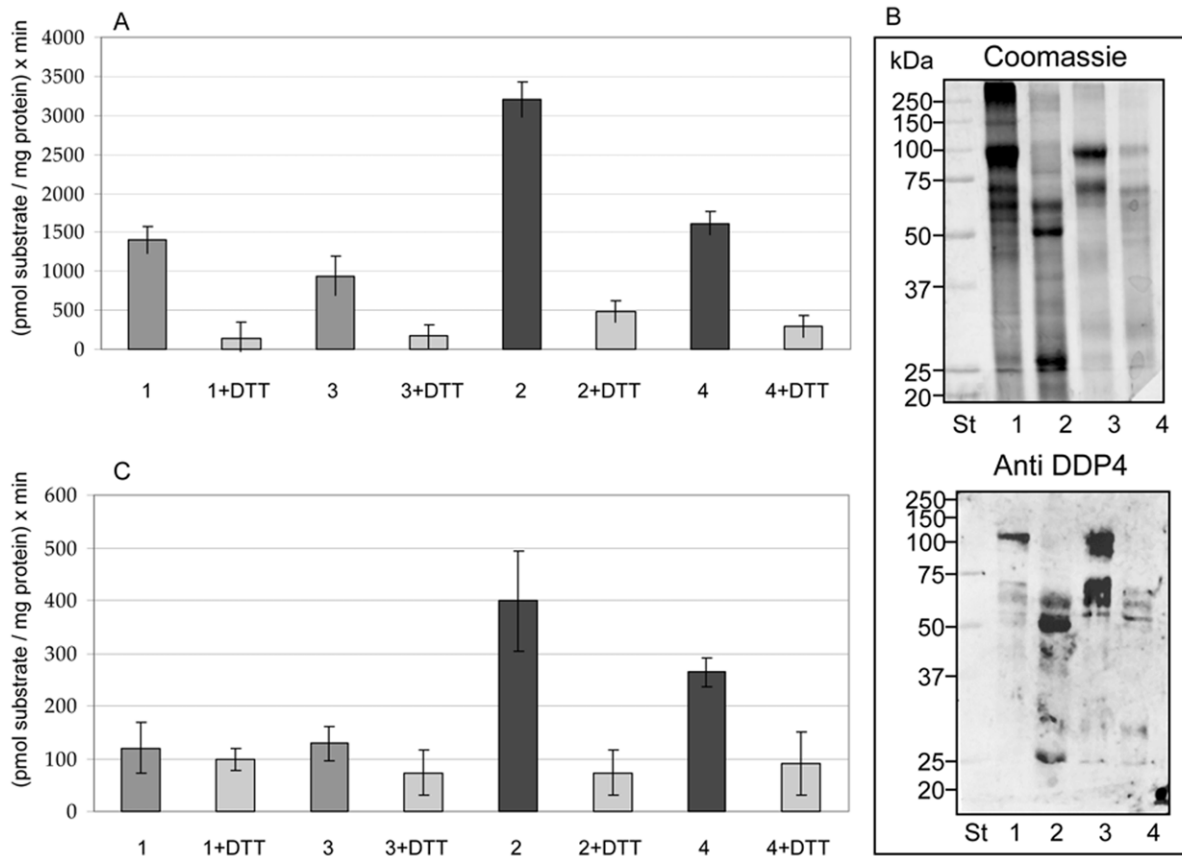 A
(pmol substrate / mg protein) x min
4000
3500
3000
2500
2000
1500
1000
500
0
1 1+DTT 3 3+DTT 2 2+DTT 4 4+DTT
B
kDa Coomassie
250
150
100
75
50
37
25
20
St 1 2 3 4
Anti DDP4
250
150
100
75
50
37
25
20
St 1 2 3 4
C
(pmol substrate / mg protein) x min
600
500
400
300
200
100
0
1 1+DTT 3 3+DTT 2 2+DTT 4 4+DTT